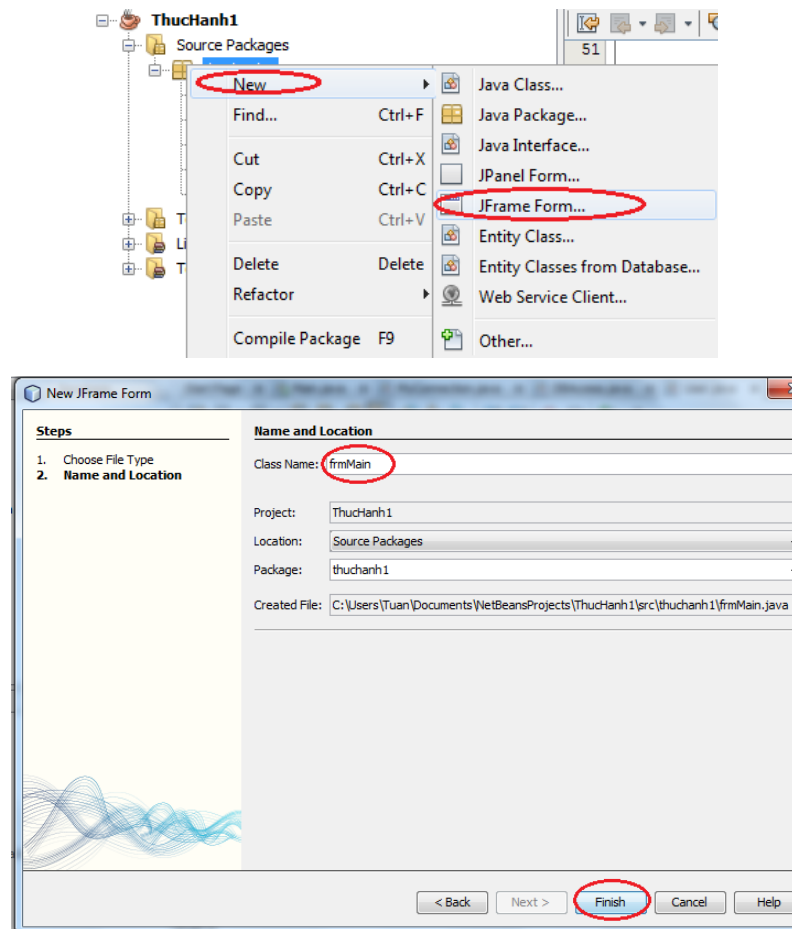 ThucHanh1
Source Packages
51
New
Find... Ctrl+F
Cut Ctrl+X
Copy Ctrl+C
Paste Ctrl+V
Delete Delete
Refactor
Compile Package F9
Java Class...
Java Package...
Java Interface...
JPanel Form...
JFrame Form...
Entity Class...
Entity Classes from Database...
Web Service Client...
Other...
T
Li
T
New JFrame Form
Steps
1. Choose File Type
2. Name and Location
Name and Location
Class Name: frmMain
Project: ThucHanh1
Location: Source Packages
Package: thuchanh1
Created File: C:\Users\Tuan\Documents\NetBeansProjects\ThucHanh1\src\thuchanh1\frmMain.java
< Back Next > Finish Cancel Help